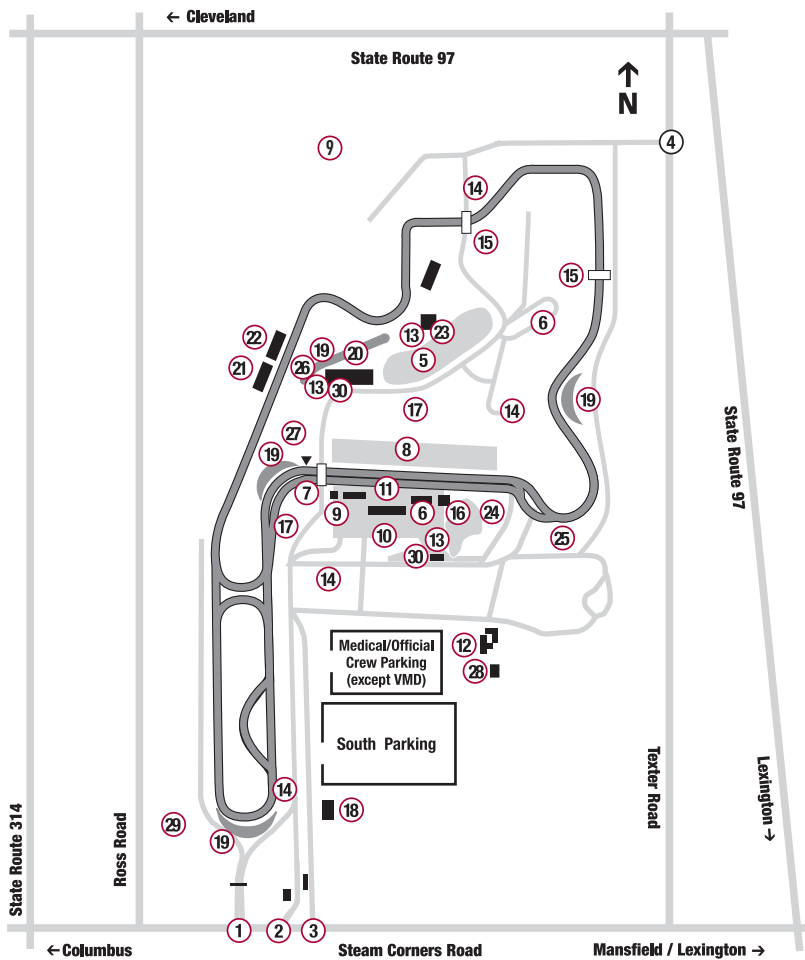 ← Cleveland
State Route 97
N
9
4
14
15
15
6
22
13
23
19
20
21
26
5
13
30
19
17
14
27
8
19
7
11
9
6
16
24
17
10
13
25
30
14
State Route 97
12
Medical/Official
Crew Parking
(except VMD)
28
South Parking
Texter Road
Lexington →
14
18
29
19
State Route 314
Ross Road
1
2
3
← Columbus
Steam Corners Road
Mansfield / Lexington →